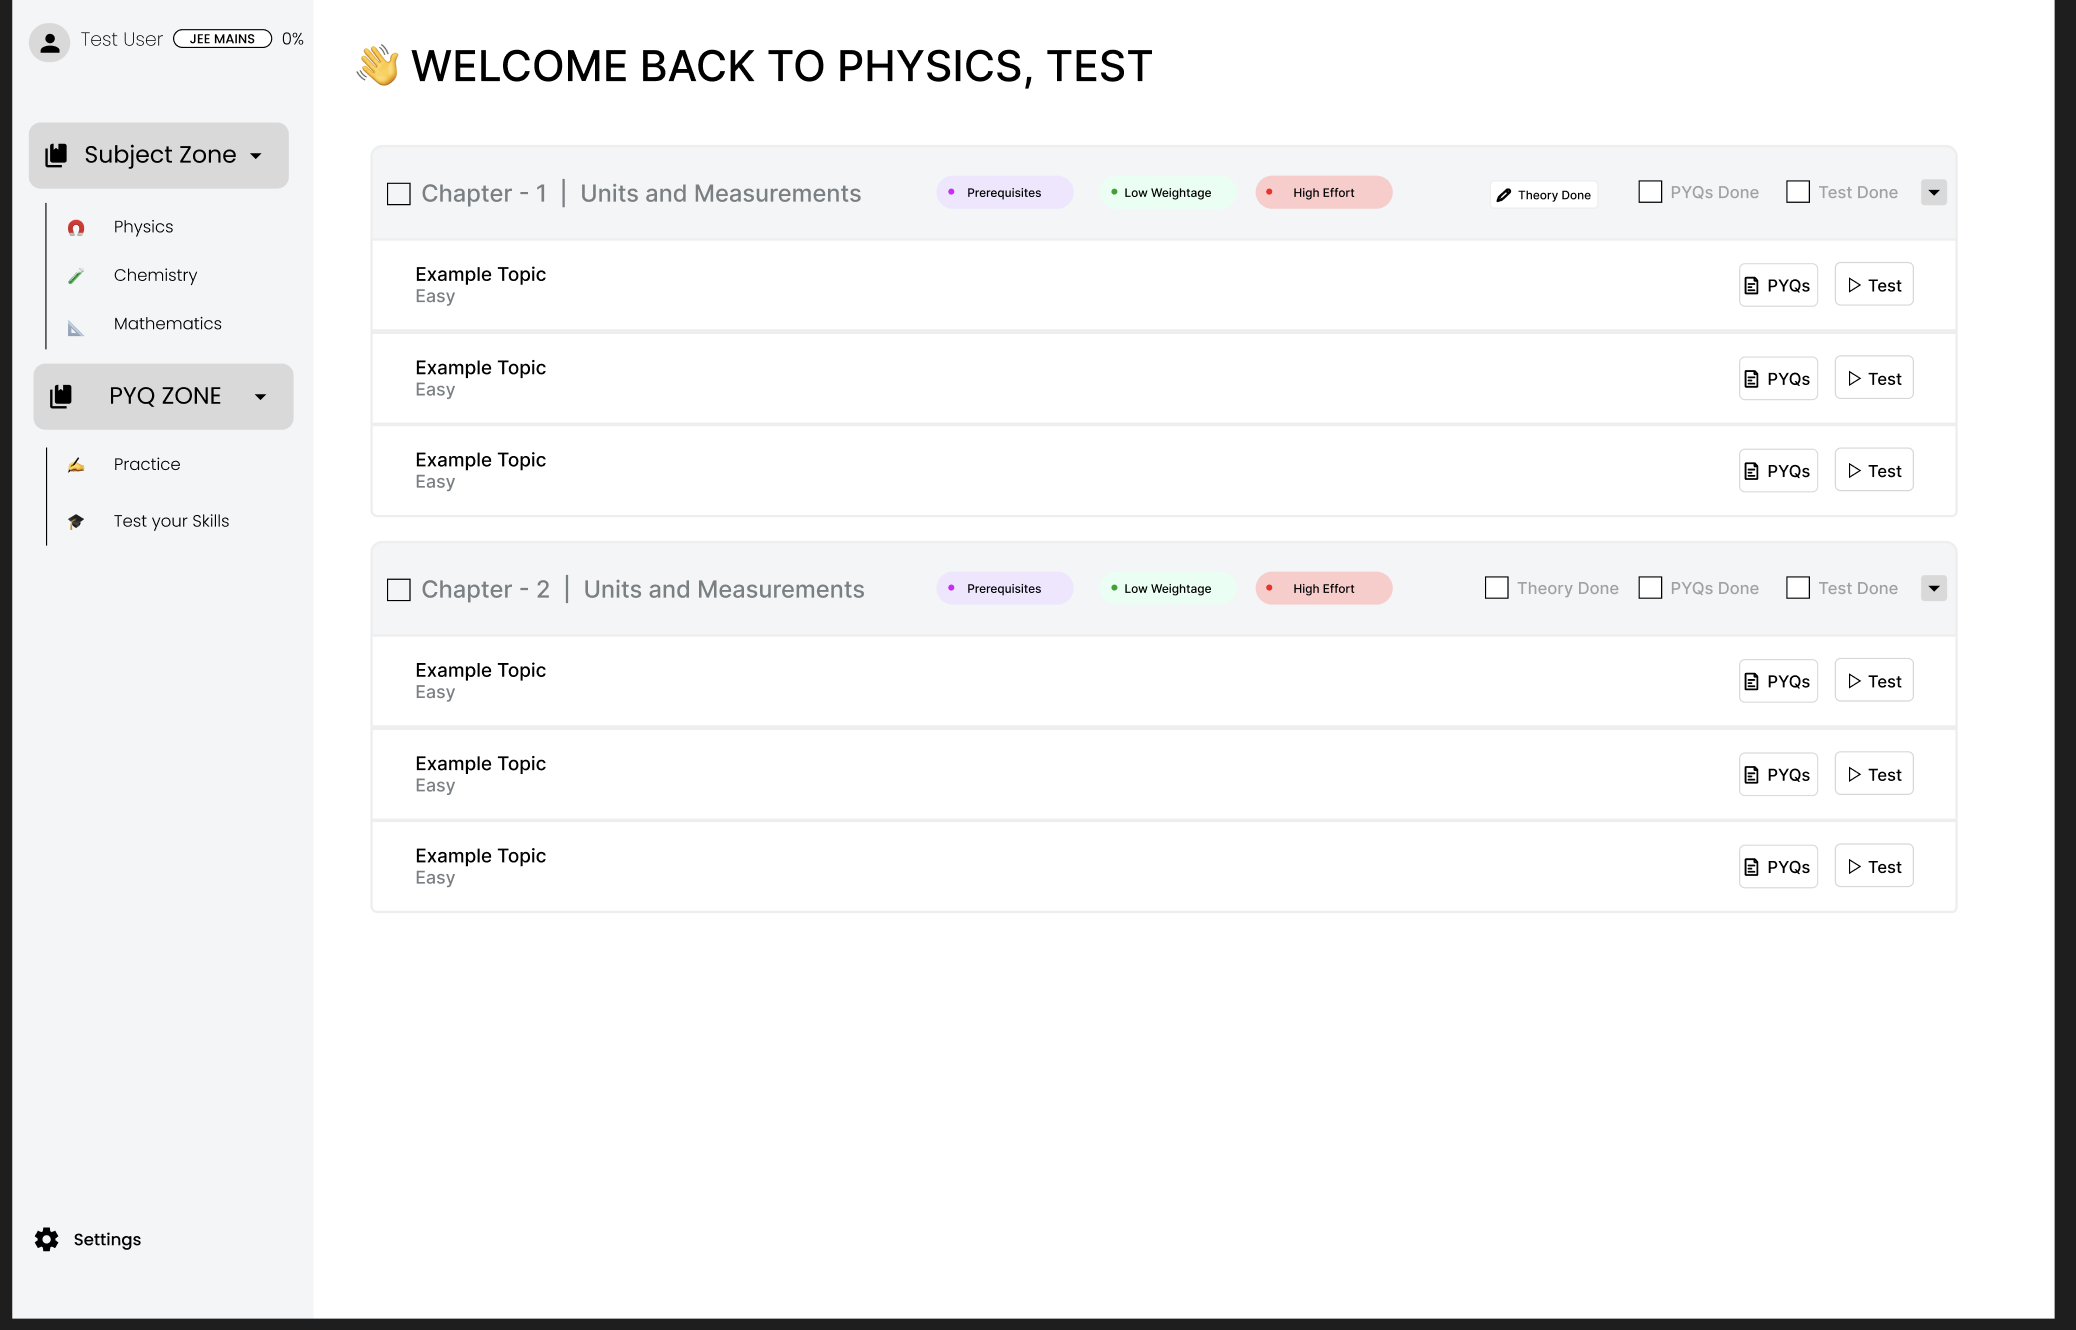 Test User JEE MAINS 0%
Subject Zone
Physics
Chemistry
Mathematics
PYQ ZONE
Practice
Test your Skills
Settings
👋 WELCOME BACK TO PHYSICS, TEST
Chapter - 1 | Units and Measurements Prerequisites Low Weightage High Effort Theory Done PYQs Done Test Done
Example Topic
Easy
PYQs Test
Example Topic
Easy
PYQs Test
Example Topic
Easy
PYQs Test
Chapter - 2 | Units and Measurements Prerequisites Low Weightage High Effort Theory Done PYQs Done Test Done
Example Topic
Easy
PYQs Test
Example Topic
Easy
PYQs Test
Example Topic
Easy
PYQs Test